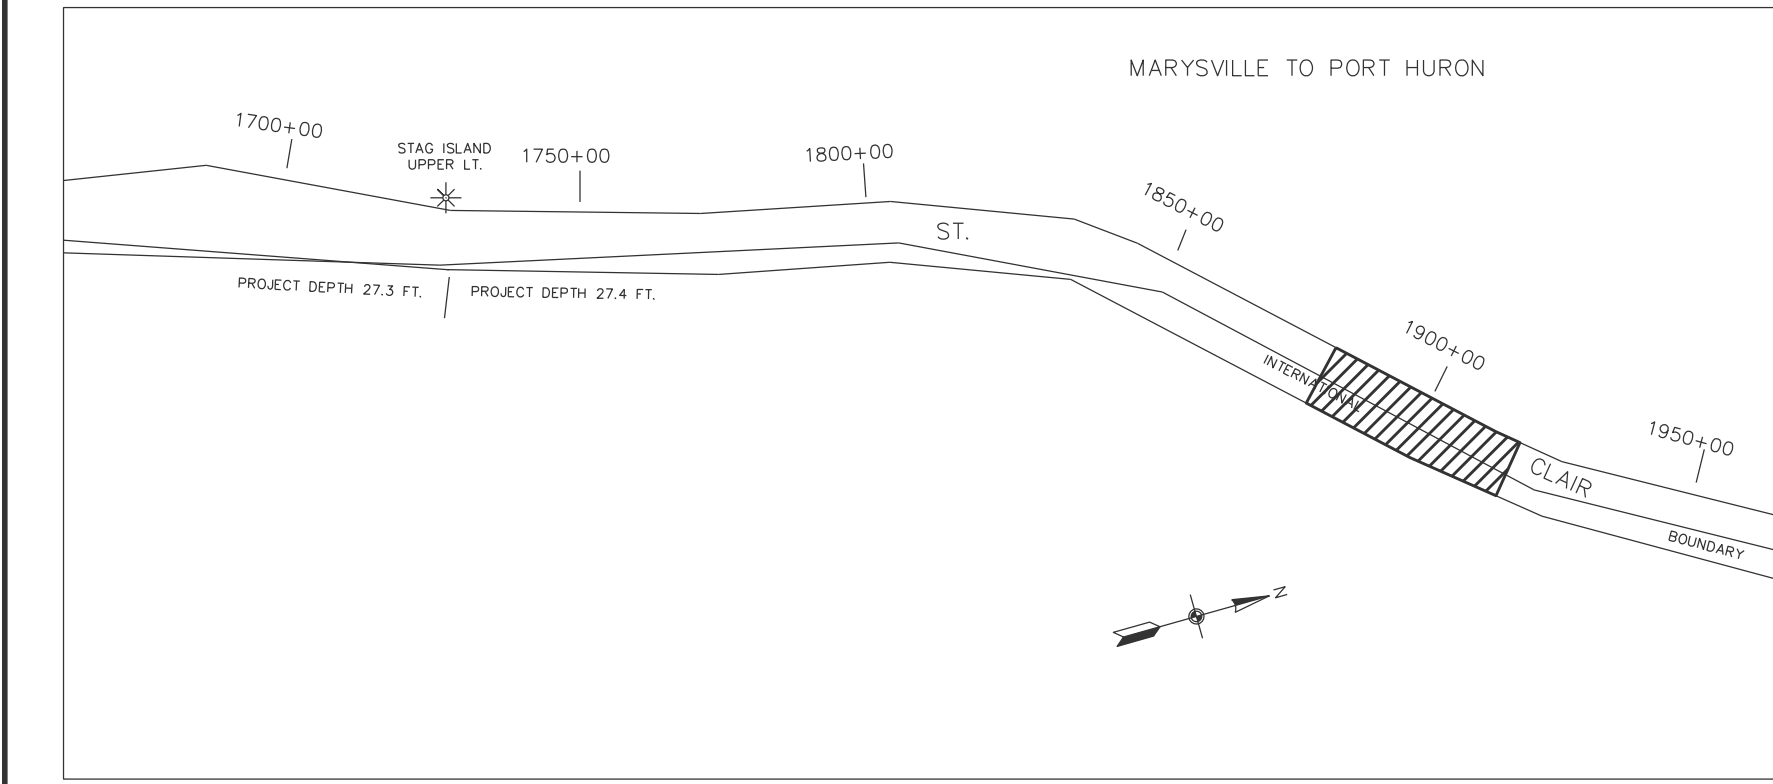 MARYSVILLE TO PORT HURON
1700+00
STAG ISLAND
UPPER LT.
1750+00
1800+00
1850+00
ST.
PROJECT DEPTH 27.3 FT.
PROJECT DEPTH 27.4 FT.
1900+00
INTERNATIONAL
1950+00
CLAIR
BOUNDARY
N